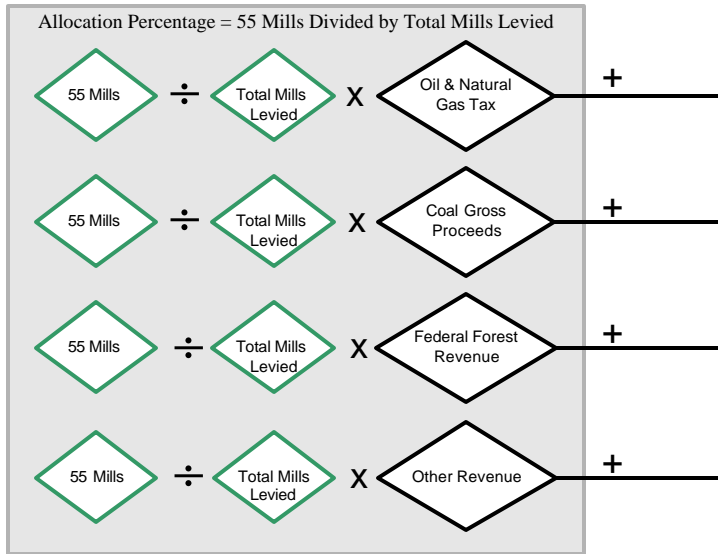 Allocation Percentage = 55 Mills Divided by Total Mills Levied
55 Mills ÷ Total Mills Levied X Oil & Natural Gas Tax +
55 Mills ÷ Total Mills Levied X Coal Gross Proceeds +
55 Mills ÷ Total Mills Levied X Federal Forest Revenue +
55 Mills ÷ Total Mills Levied X Other Revenue +